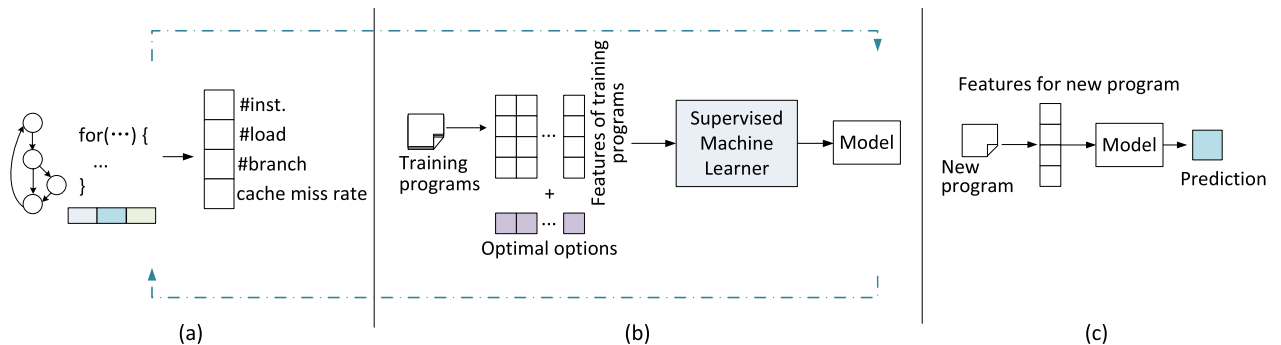 for(⋯) {
...
}
#inst.
#load
#branch
cache miss rate
(a)
Training
programs
...
Features of training
programs
+
...
Optimal options
Supervised
Machine
Learner
Model
(b)
Features for new program
New
program
Model
Prediction
(c)